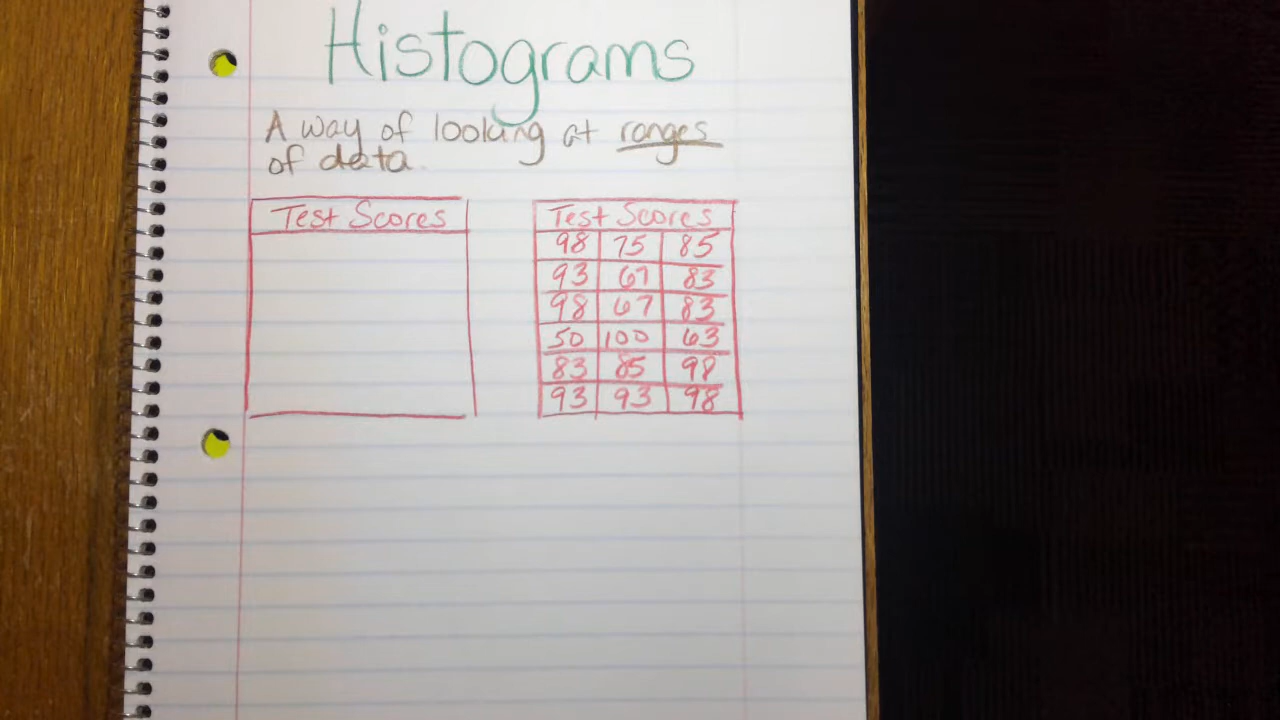 Histograms
A way of looking at ranges
of data.
Test Scores
Test Scores
98 75 85
93 67 83
98 67 83
50 100 63
83 85 98
93 93 98